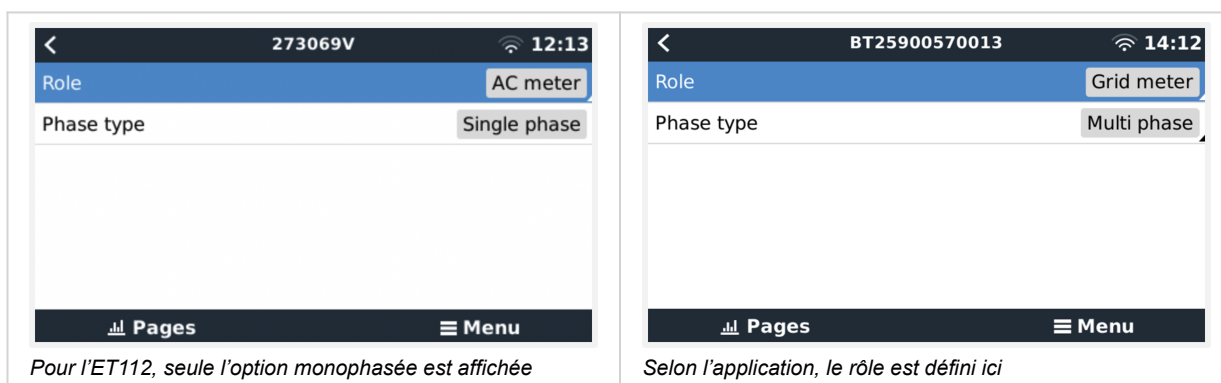 273069V 12:13
Role AC meter
Phase type Single phase
Pages Menu
Pour l’ET112, seule l’option monophasée est affichée
BT25900570013 14:12
Role Grid meter
Phase type Multi phase
Pages Menu
Selon l’application, le rôle est défini ici